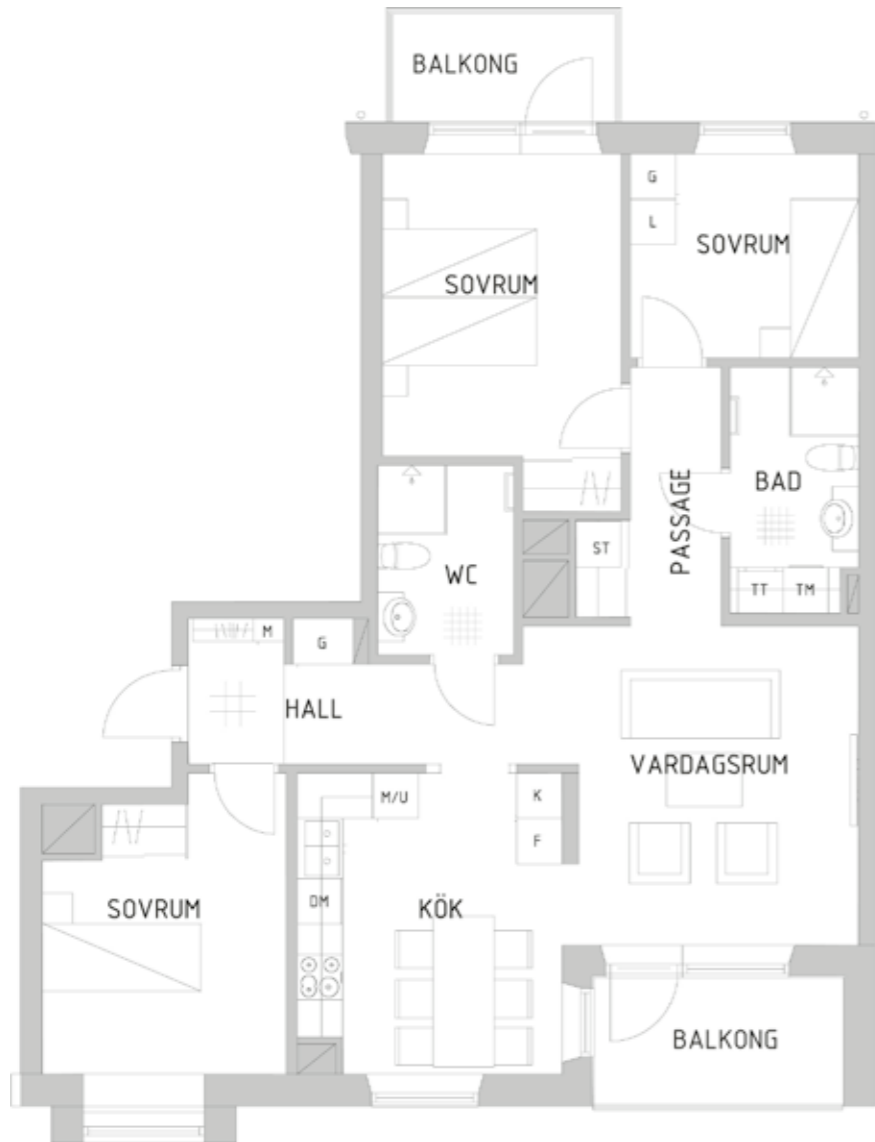 BALKONG
G
L
SOVRUM
SOVRUM
PASSAGE
BAD
ST
WC
TT
TM
M
G
HALL
VARDAGSRUM
M/U
K
F
DM
SOVRUM
KÖK
BALKONG